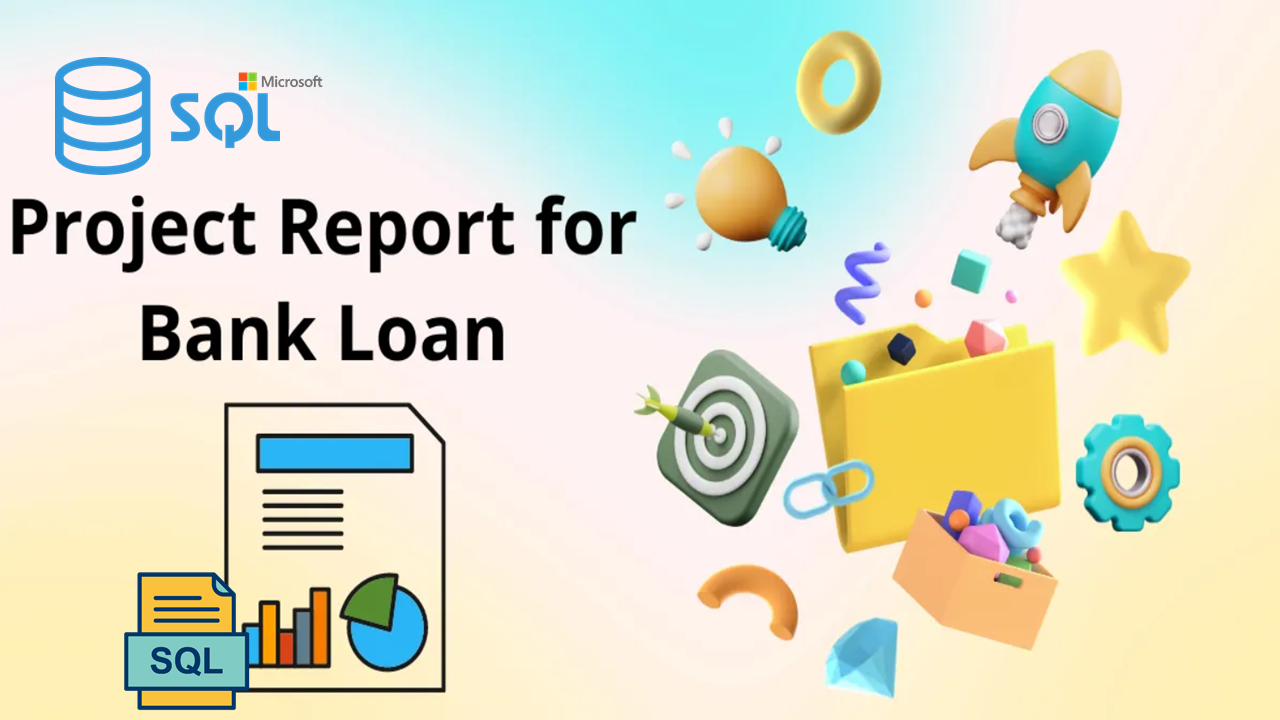 Microsoft
SQL
Project Report for
Bank Loan
SQL